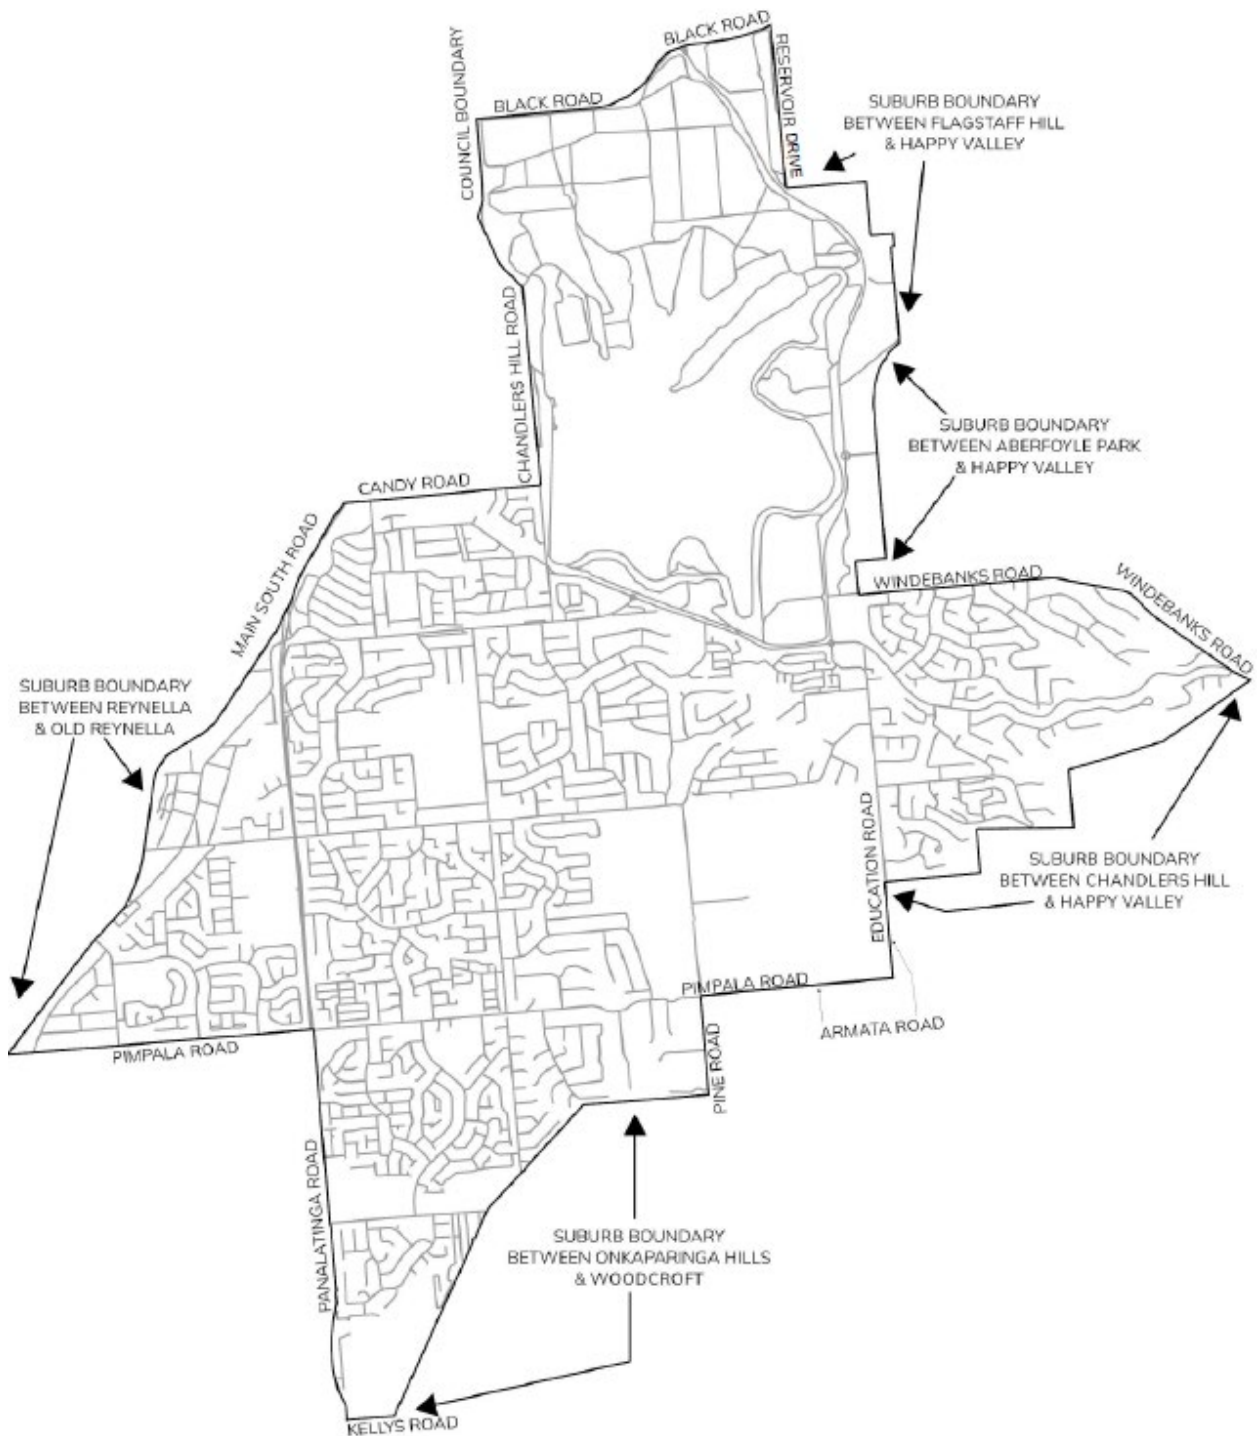 BLACK ROAD
COUNCIL BOUNDARY
BLACK ROAD
RESERVOIR DRIVE
SUBURB BOUNDARY
BETWEEN FLAGSTAFF HILL
& HAPPY VALLEY
CHANDLERS HILL ROAD
SUBURB BOUNDARY
BETWEEN ABERFOYLE PARK
& HAPPY VALLEY
CANDY ROAD
MAIN SOUTH ROAD
WINDEBANKS ROAD
WINDEBANKS ROAD
SUBURB BOUNDARY
BETWEEN REYNELLA
& OLD REYNELLA
EDUCATION ROAD
SUBURB BOUNDARY
BETWEEN CHANDLERS HILL
& HAPPY VALLEY
PIMPALA ROAD
ARMATA ROAD
PIMPALA ROAD
PINE ROAD
PANALATINGA ROAD
SUBURB BOUNDARY
BETWEEN ONKAPARINGA HILLS
& WOODCROFT
KELLYS ROAD